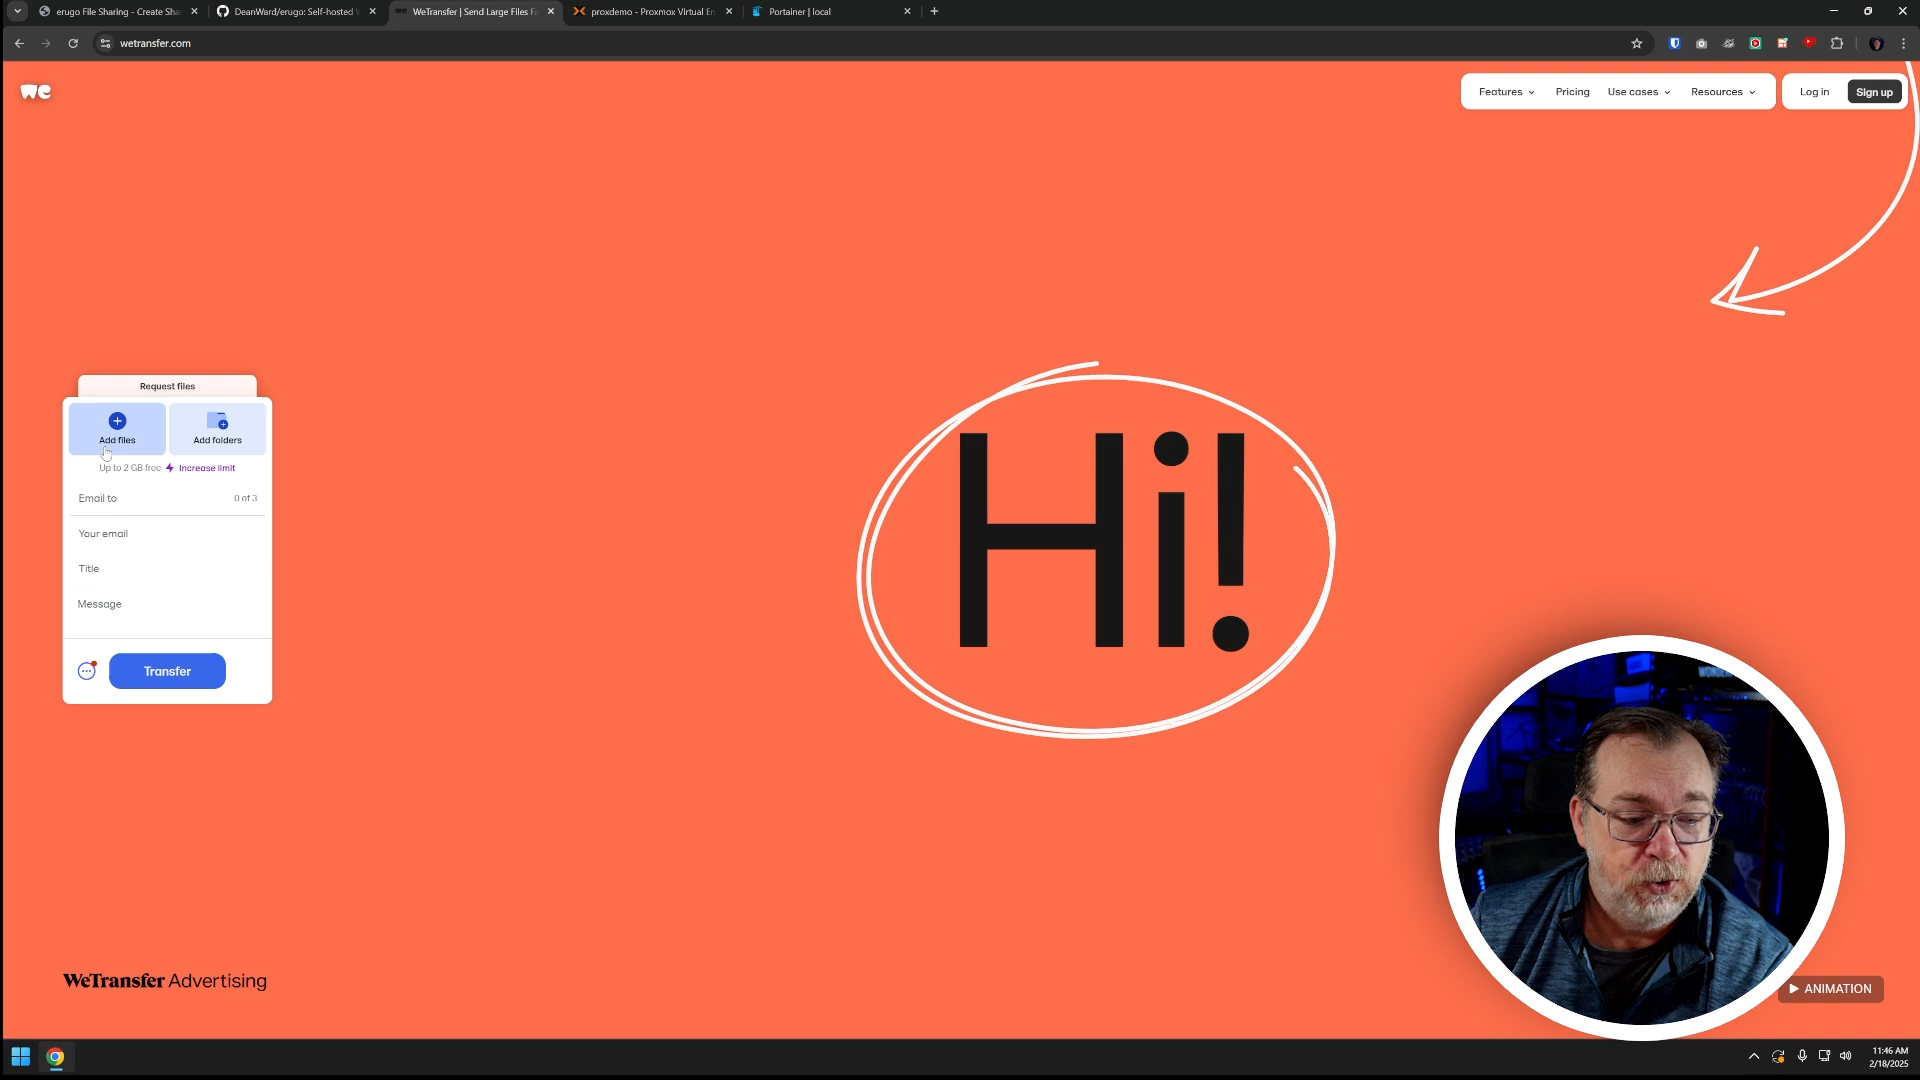 erugo File Sharing - Create Sha
DeanWard/erugo: Self-hosted
WeTransfer | Send Large Files F
proxdemo - Proxmox Virtual En
Portainer | local
wetransfer.com
we
Features
Pricing
Use cases
Resources
Log in
Sign up
Request files
Add files
Add folders
Up to 2 GB free
Increase limit
Email to
0 of 3
Your email
Title
Message
Transfer
Hi!
WeTransfer Advertising
ANIMATION
11:46 AM
2/18/2025